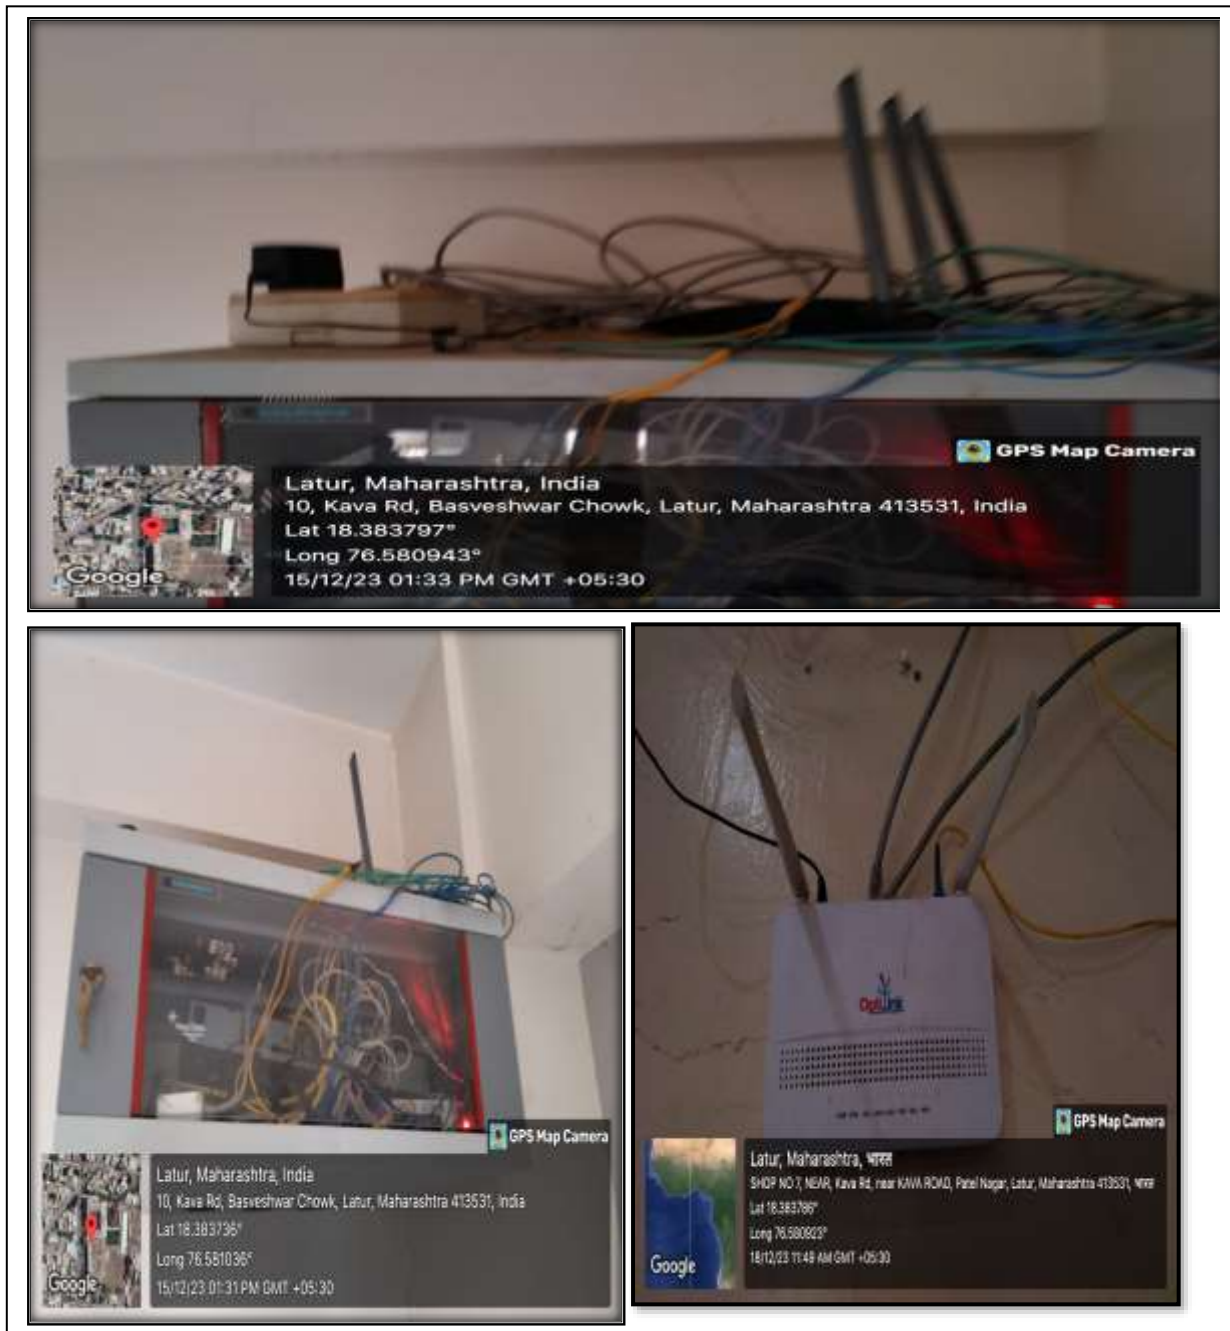 GPS Map Camera
Latur, Maharashtra, India
10, Kava Rd, Basveshwar Chowk, Latur, Maharashtra 413531, India
Lat 18.383797°
Long 76.580943°
15/12/23 01:33 PM GMT +05:30
Google
GPS Map Camera
Latur, Maharashtra, India
10, Kava Rd, Basveshwar Chowk, Latur, Maharashtra 413531, India
Lat 18.383736°
Long 76.581036°
15/12/23 01:31 PM GMT +05:30
Google
OptiLink
GPS Map Camera
Latur, Maharashtra, भारत
SHOP NO 7, NEAR, Kava Rd, near KAVA ROAD, Patel Nagar, Latur, Maharashtra 413531, भारत
Lat 18.383786°
Long 76.580923°
18/12/23 11:49 AM GMT +05:30
Google